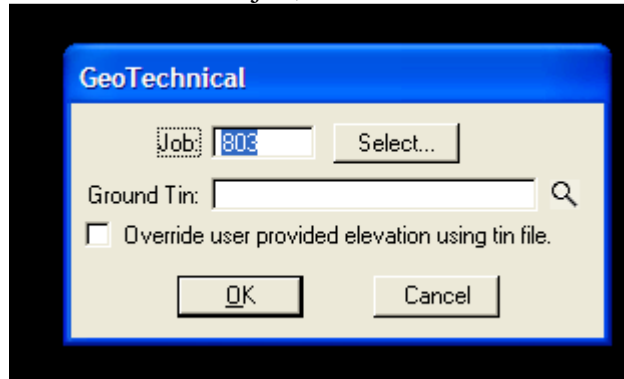 GeoTechnical
Job: 803 Select...
Ground Tin:
Override user provided elevation using tin file.
OK Cancel